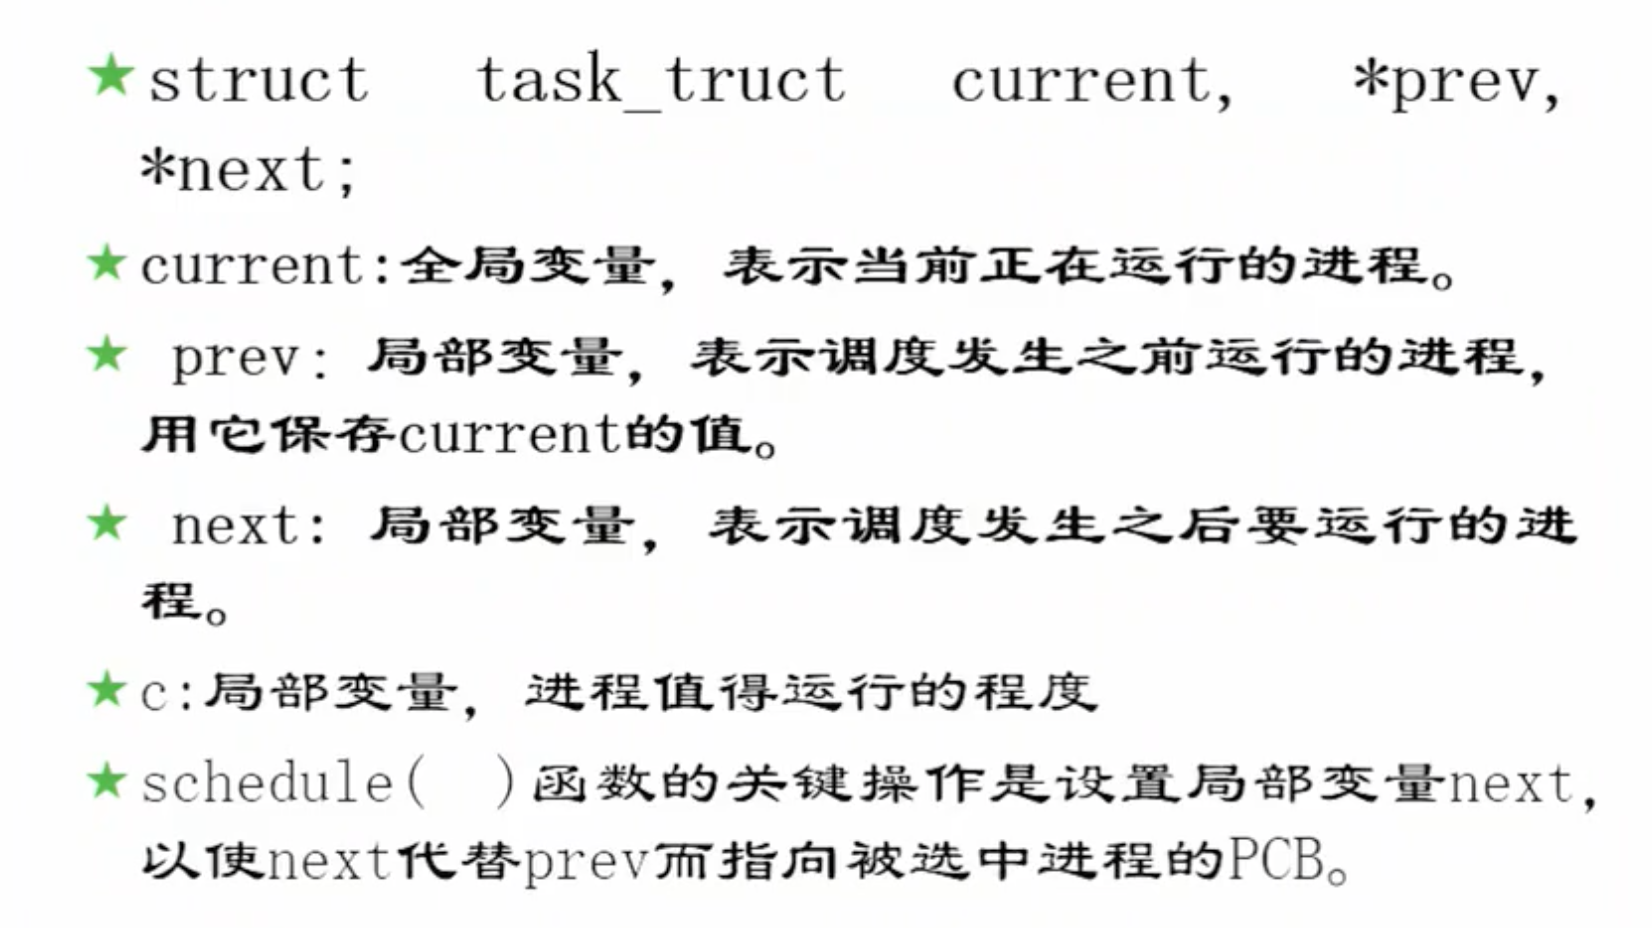 ★struct task_truct current, *prev,
*next;
★current:全局变量，表示当前正在运行的进程。
★ prev: 局部变量，表示调度发生之前运行的进程，
用它保存current的值。
★ next: 局部变量，表示调度发生之后要运行的进
程。
★c:局部变量，进程值得运行的程度
★schedule( )函数的关键操作是设置局部变量next，
以使next代替prev而指向被选中进程的PCB。